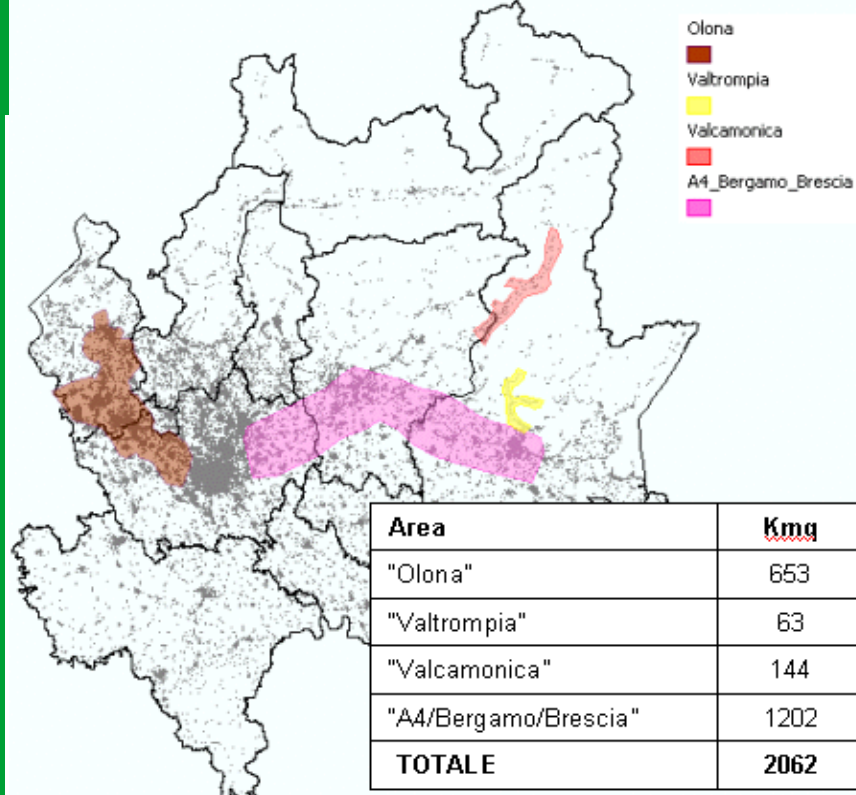 Olona
Valtrompia
Valcamonica
A4_Bergamo_Brescia
Area Kmq
"Olona" 653
"Valtrompia" 63
"Valcamonica" 144
"A4/Bergamo/Brescia" 1202
TOTALE 2062